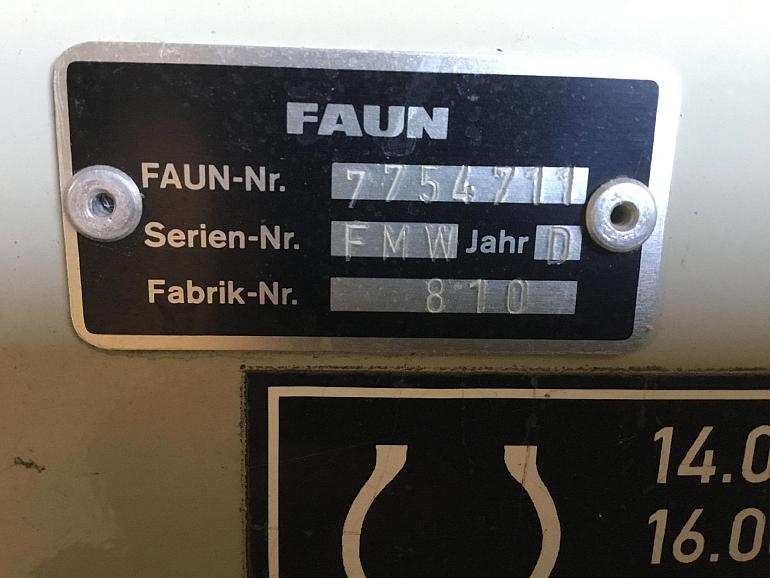 FAUN
FAUN-Nr. 7754711
Serien-Nr. FMW Jahr D
Fabrik-Nr. 810
14.0
16.0